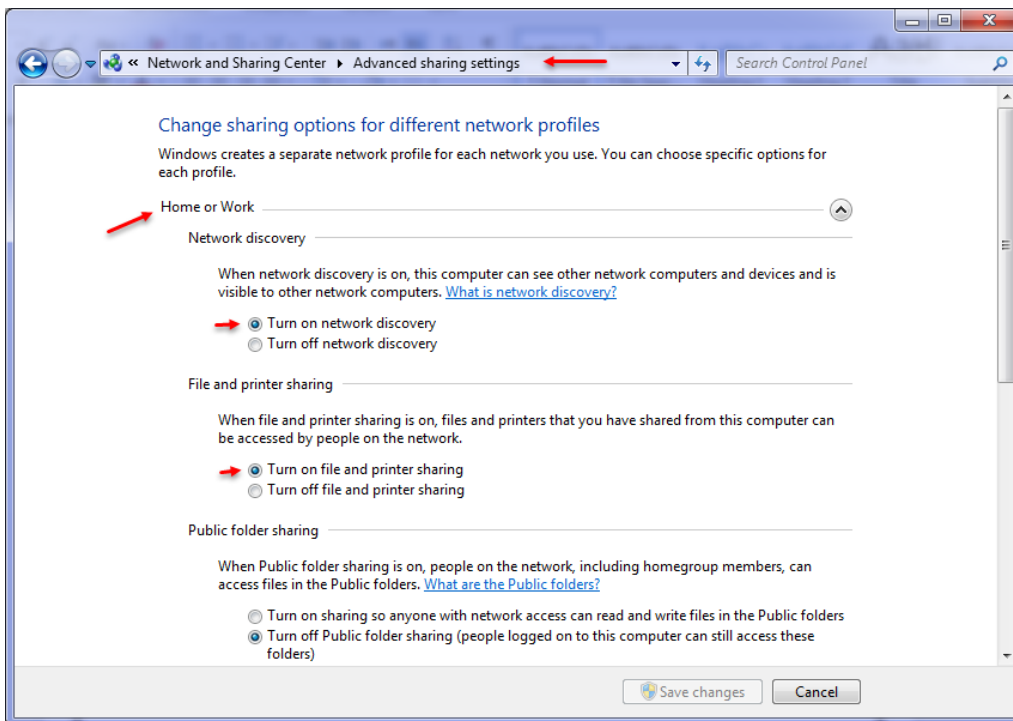 « Network and Sharing Center ▸ Advanced sharing settings
Search Control Panel
Change sharing options for different network profiles
Windows creates a separate network profile for each network you use. You can choose specific options for
each profile.
Home or Work
Network discovery
When network discovery is on, this computer can see other network computers and devices and is
visible to other network computers. What is network discovery?
Turn on network discovery
Turn off network discovery
File and printer sharing
When file and printer sharing is on, files and printers that you have shared from this computer can
be accessed by people on the network.
Turn on file and printer sharing
Turn off file and printer sharing
Public folder sharing
When Public folder sharing is on, people on the network, including homegroup members, can
access files in the Public folders. What are the Public folders?
Turn on sharing so anyone with network access can read and write files in the Public folders
Turn off Public folder sharing (people logged on to this computer can still access these
folders)
Save changes
Cancel